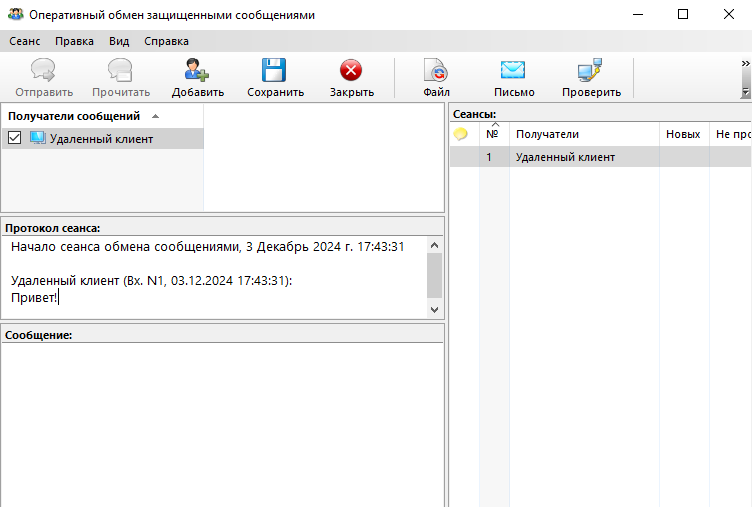 Оперативный обмен защищенными сообщениями
Сеанс Правка Вид Справка
Отправить Прочитать Добавить Сохранить Закрыть Файл Письмо Проверить
Получатели сообщений
Удаленный клиент
Протокол сеанса:
Начало сеанса обмена сообщениями, 3 Декабрь 2024 г. 17:43:31
Удаленный клиент (Вх. N1, 03.12.2024 17:43:31):
Привет!
Сообщение:
Сеансы:
№ Получатели Новых Не про
1 Удаленный клиент